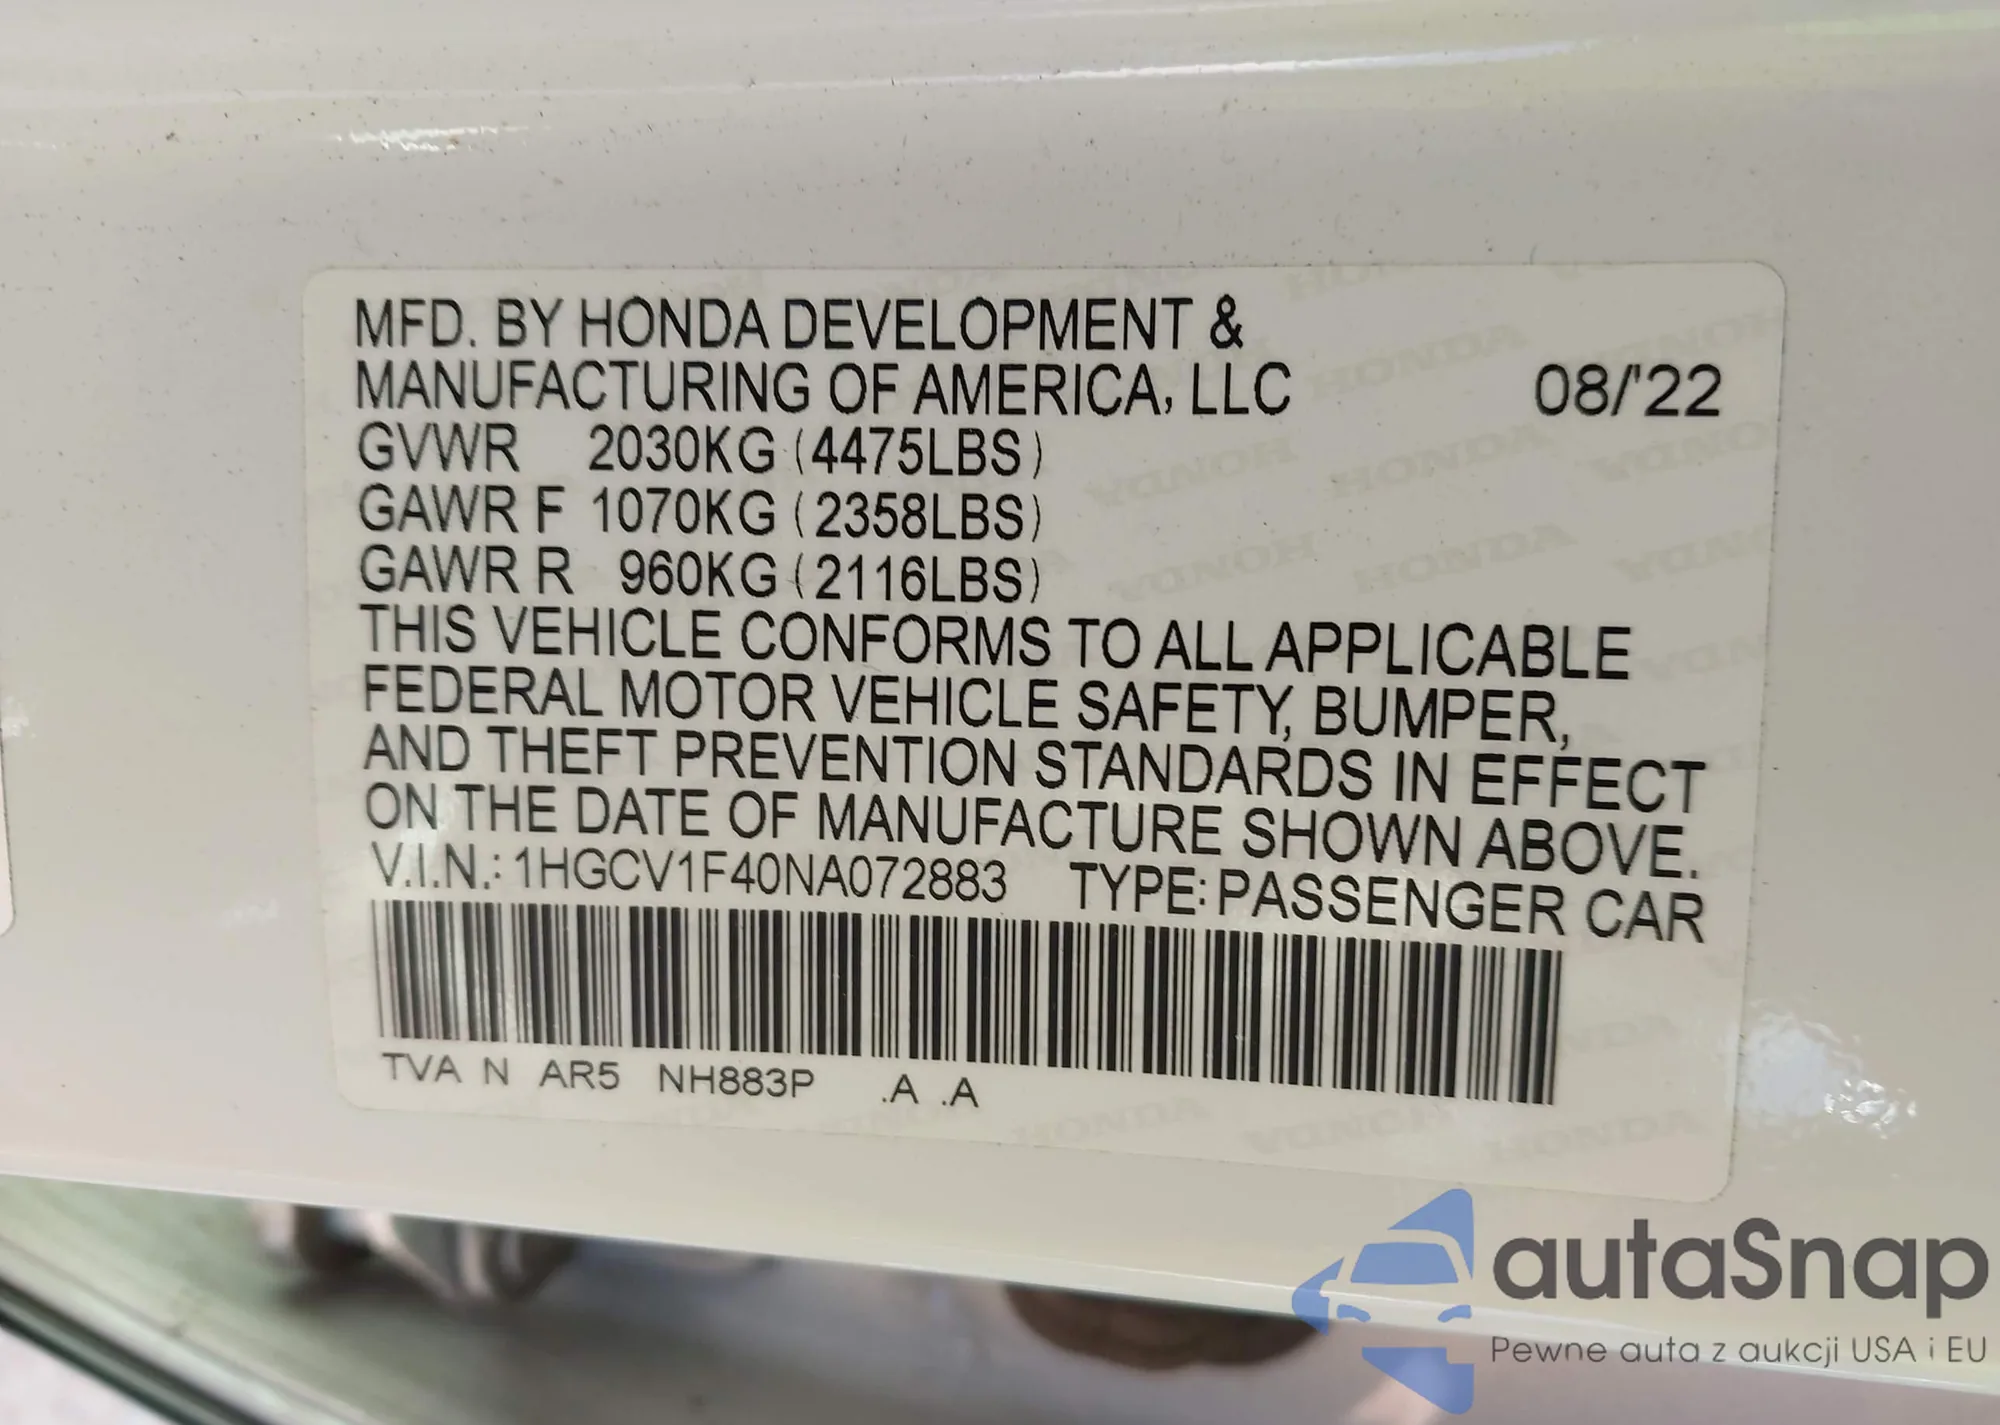 MFD. BY HONDA DEVELOPMENT &
MANUFACTURING OF AMERICA, LLC 08/'22
GVWR 2030KG (4475LBS)
GAWR F 1070KG (2358LBS)
GAWR R 960KG (2116LBS)
THIS VEHICLE CONFORMS TO ALL APPLICABLE
FEDERAL MOTOR VEHICLE SAFETY, BUMPER,
AND THEFT PREVENTION STANDARDS IN EFFECT
ON THE DATE OF MANUFACTURE SHOWN ABOVE.
V.I.N.: 1HGCV1F40NA072883 TYPE: PASSENGER CAR
TVA N AR5 NH883P .A .A
autaSnap
Pewne auta z aukcji USA i EU